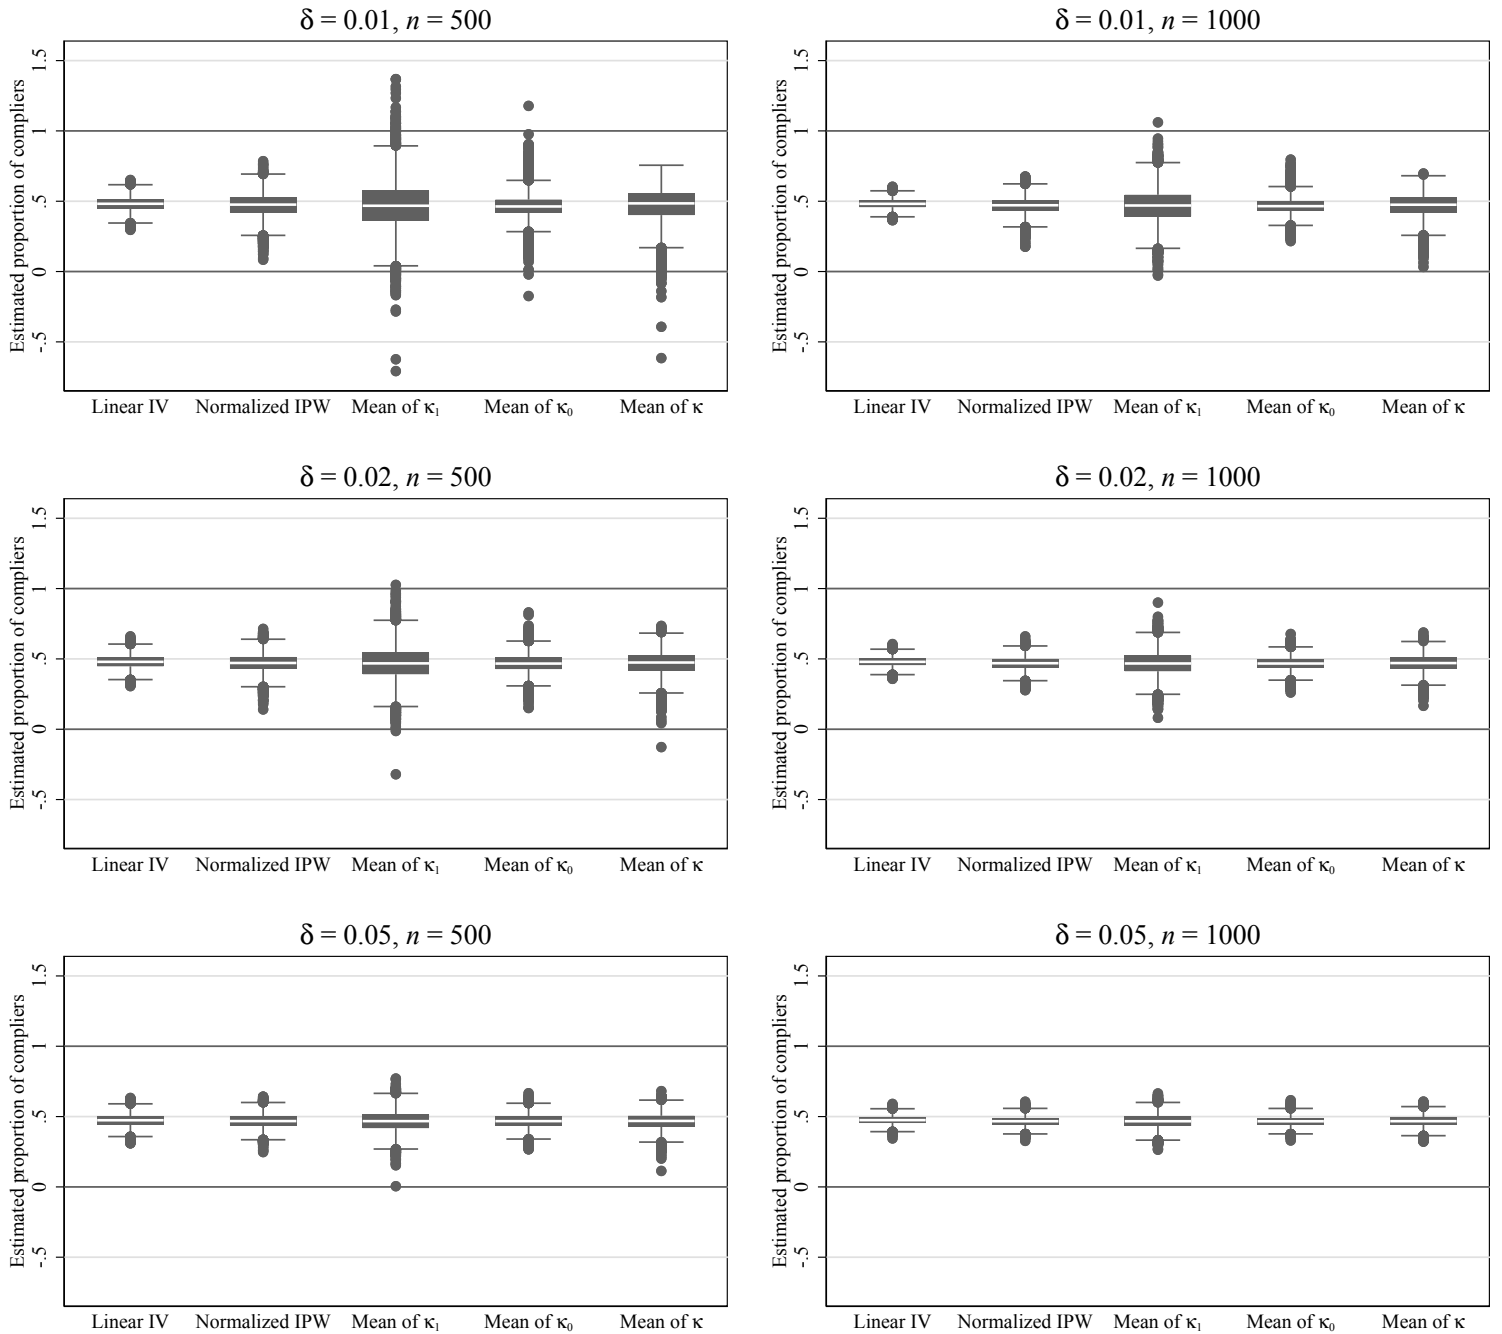 δ = 0.01, n = 500
Estimated proportion of compliers
1.5
1
.5
0
-.5
Linear IV Normalized IPW Mean of κ₁ Mean of κ₀ Mean of κ
δ = 0.01, n = 1000
Estimated proportion of compliers
1.5
1
.5
0
-.5
Linear IV Normalized IPW Mean of κ₁ Mean of κ₀ Mean of κ
δ = 0.02, n = 500
Estimated proportion of compliers
1.5
1
.5
0
-.5
Linear IV Normalized IPW Mean of κ₁ Mean of κ₀ Mean of κ
δ = 0.02, n = 1000
Estimated proportion of compliers
1.5
1
.5
0
-.5
Linear IV Normalized IPW Mean of κ₁ Mean of κ₀ Mean of κ
δ = 0.05, n = 500
Estimated proportion of compliers
1.5
1
.5
0
-.5
Linear IV Normalized IPW Mean of κ₁ Mean of κ₀ Mean of κ
δ = 0.05, n = 1000
Estimated proportion of compliers
1.5
1
.5
0
-.5
Linear IV Normalized IPW Mean of κ₁ Mean of κ₀ Mean of κ